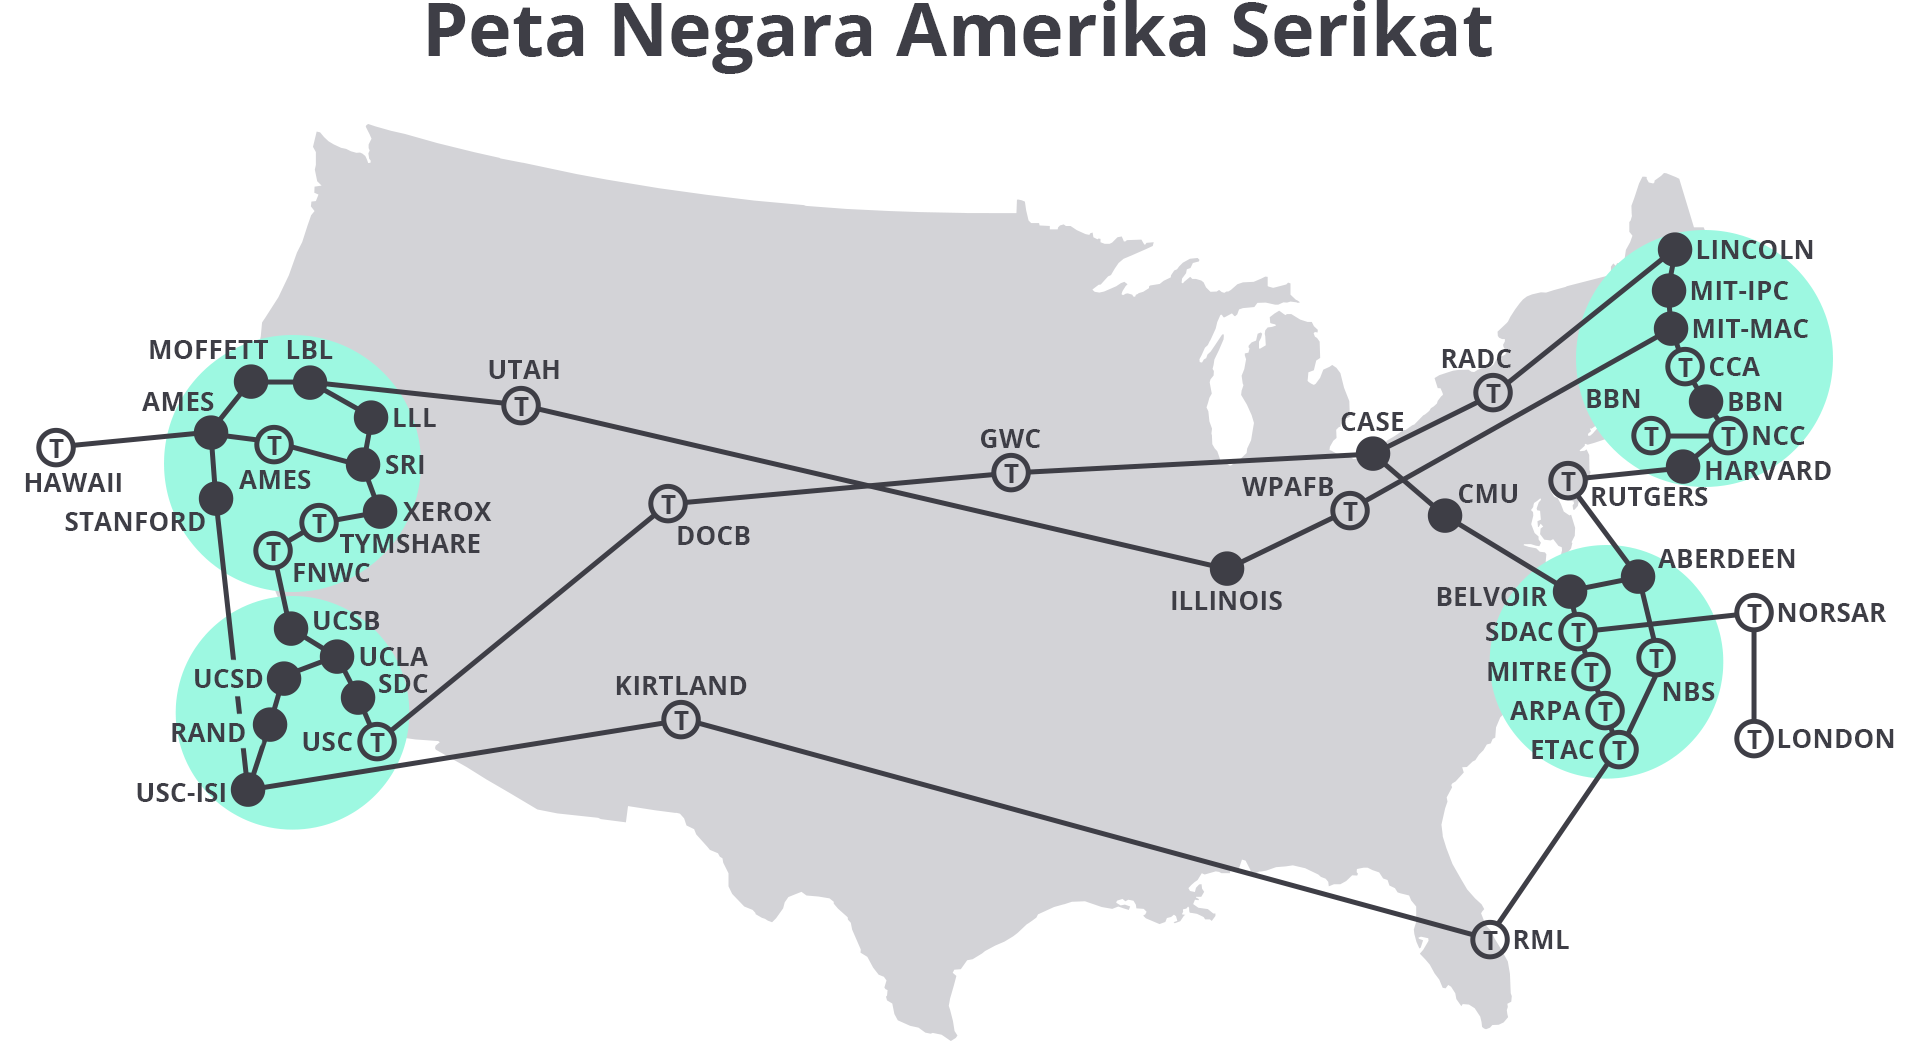 Peta Negara Amerika Serikat
LINCOLN
MIT-IPC
MIT-MAC
MOFFETT
LBL
RADC
T
CCA
T
UTAH
T
AMES
BBN
BBN
LLL
CASE
T
T
NCC
T
HAWAII
T
AMES
SRI
GWC
T
HARVARD
T
RUTGERS
WPAFB
T
CMU
STANFORD
XEROX
T
TYMSHARE
T
DOCB
T
FNWC
ABERDEEN
ILLINOIS
BELVOIR
UCSB
T
NORSAR
SDAC
T
UCLA
T
NBS
UCSD
SDC
MITRE
T
KIRTLAND
T
ARPA
T
RAND
USC
T
ETAC
T
T
LONDON
USC-ISI
T
RML